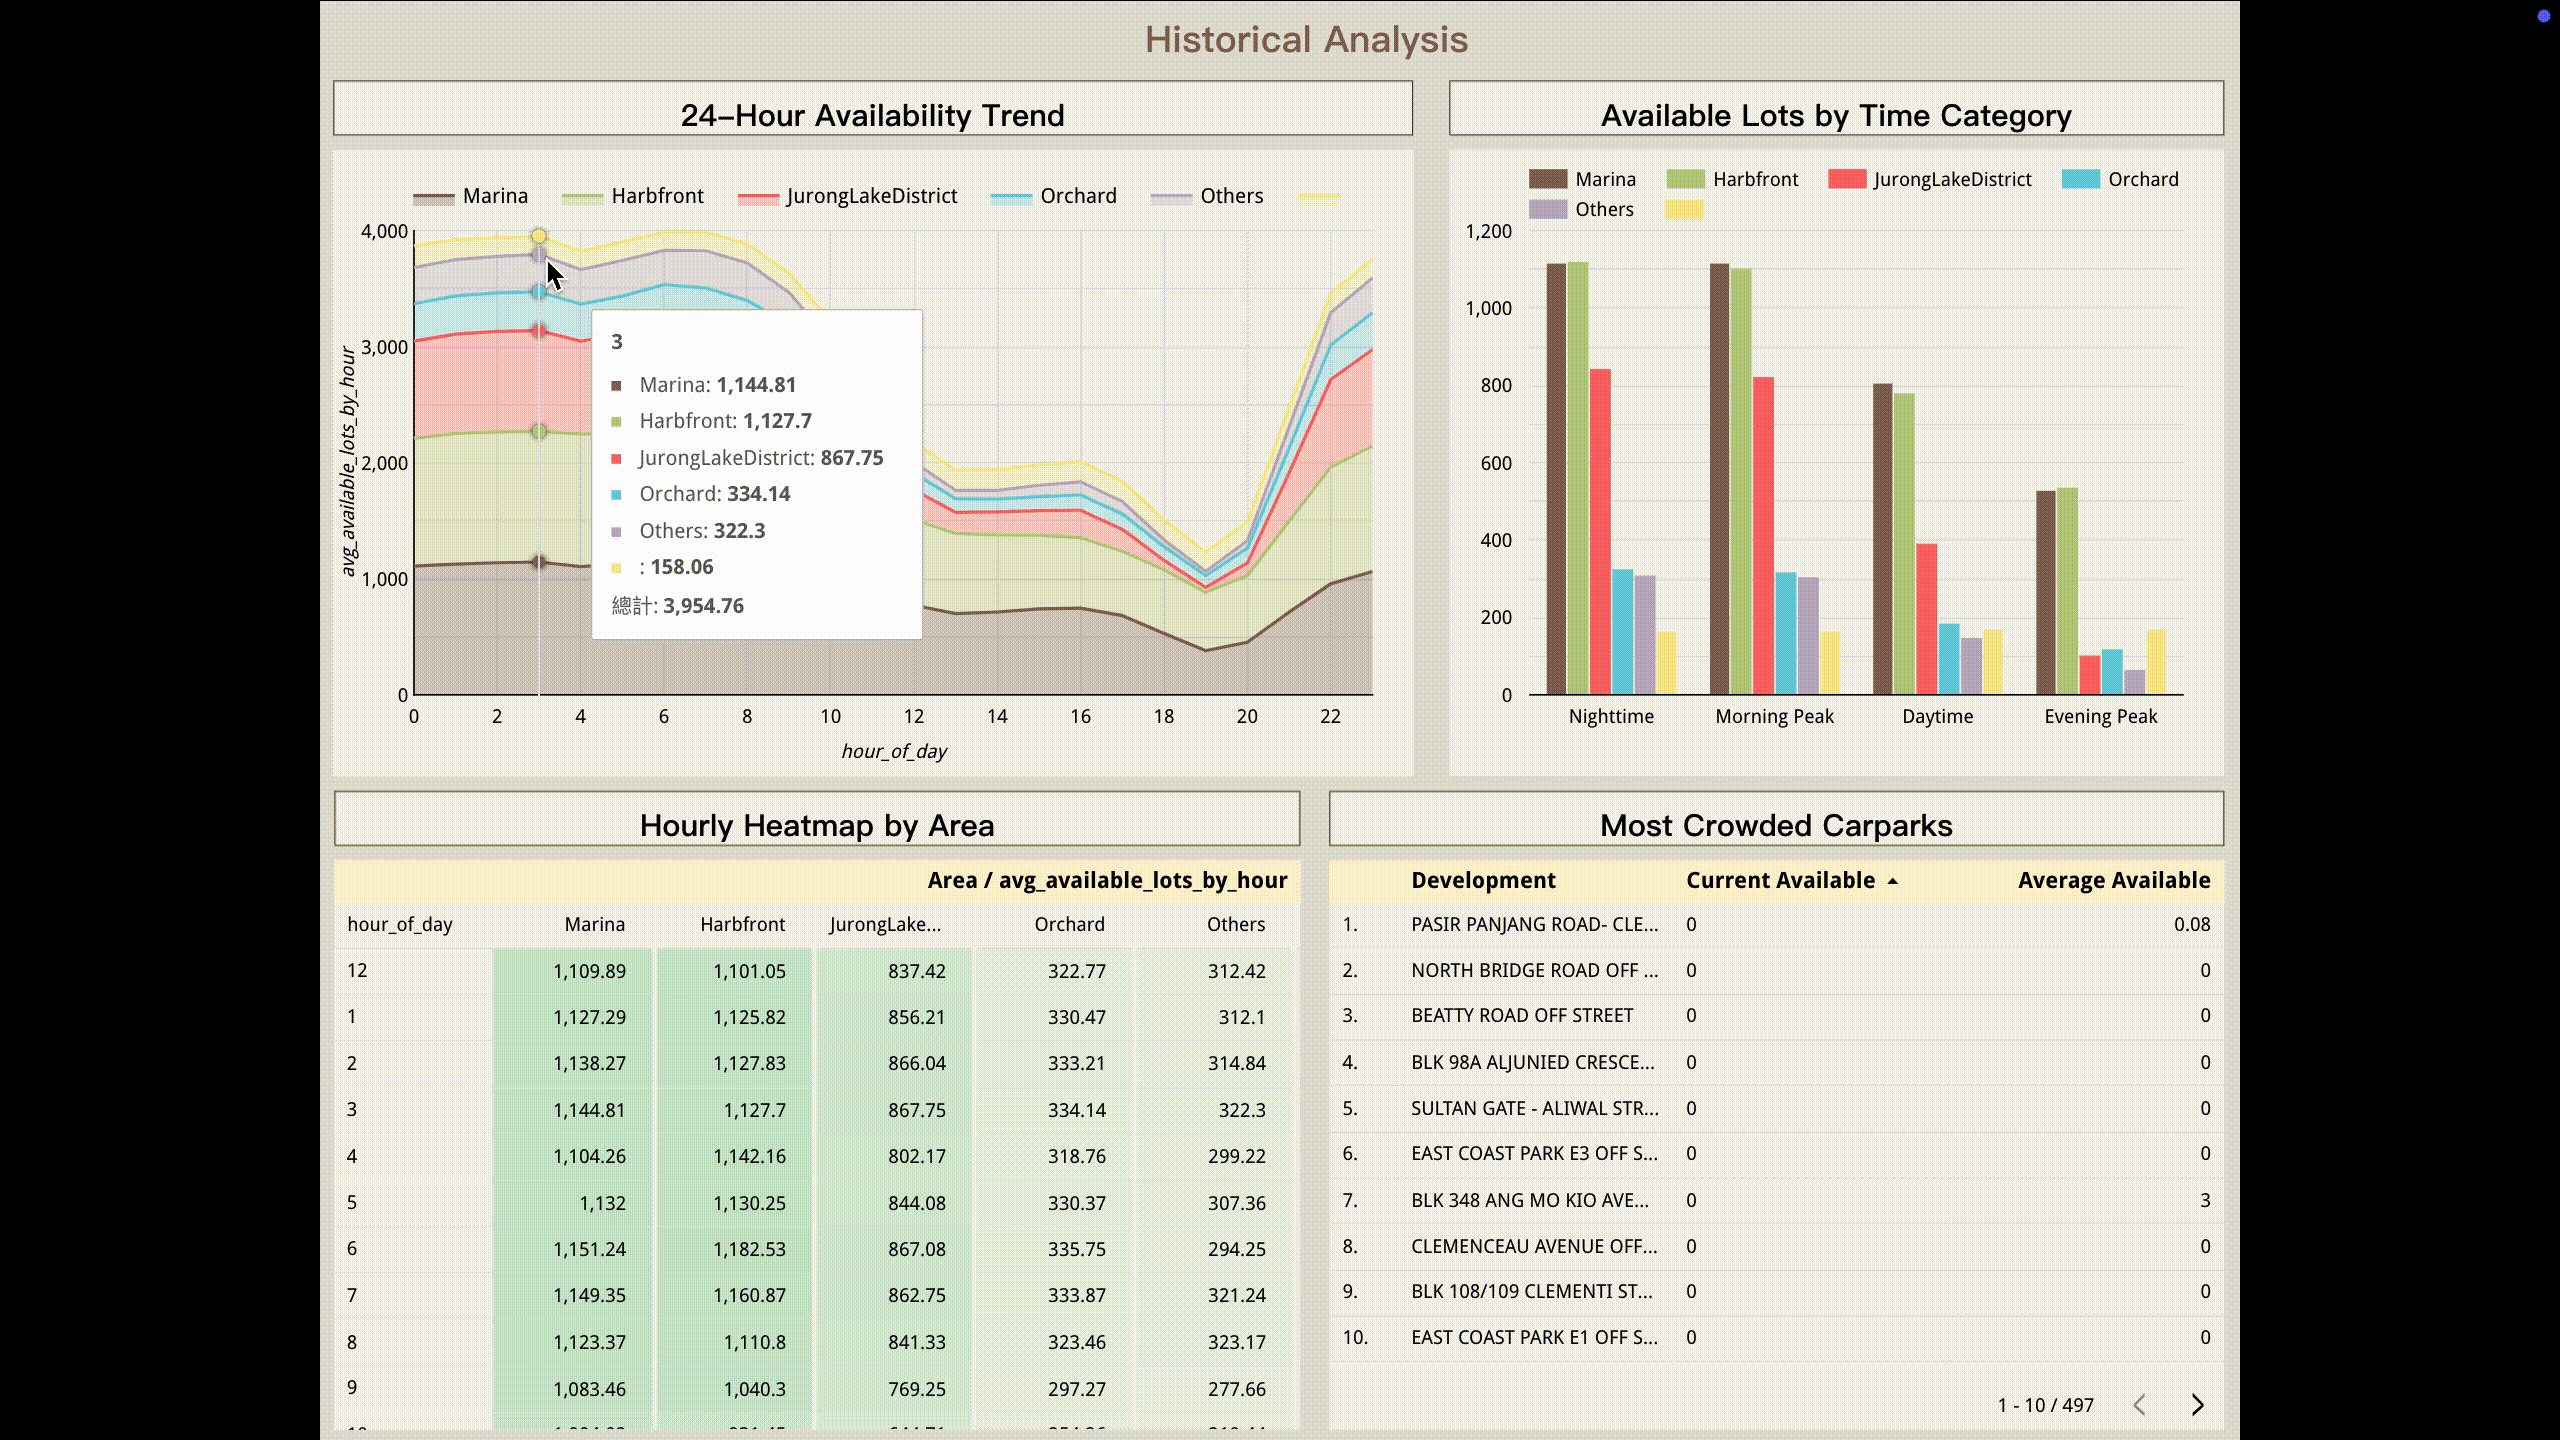 Historical Analysis
24-Hour Availability Trend
Marina Harbfront JurongLakeDistrict Orchard Others
4,000
3,000
2,000
1,000
0
avg_available_lots_by_hour
0 2 4 6 8 10 12 14 16 18 20 22
hour_of_day
3
Marina: 1,144.81
Harbfront: 1,127.7
JurongLakeDistrict: 867.75
Orchard: 334.14
Others: 322.3
: 158.06
總計: 3,954.76
Available Lots by Time Category
Marina Harbfront JurongLakeDistrict Orchard
Others
1,200
1,000
800
600
400
200
0
Nighttime Morning Peak Daytime Evening Peak
Hourly Heatmap by Area
Area / avg_available_lots_by_hour
hour_of_day Marina Harbfront JurongLake... Orchard Others
12 1,109.89 1,101.05 837.42 322.77 312.42
1 1,127.29 1,125.82 856.21 330.47 312.1
2 1,138.27 1,127.83 866.04 333.21 314.84
3 1,144.81 1,127.7 867.75 334.14 322.3
4 1,104.26 1,142.16 802.17 318.76 299.22
5 1,132 1,130.25 844.08 330.37 307.36
6 1,151.24 1,182.53 867.08 335.75 294.25
7 1,149.35 1,160.87 862.75 333.87 321.24
8 1,123.37 1,110.8 841.33 323.46 323.17
9 1,083.46 1,040.3 769.25 297.27 277.66
Most Crowded Carparks
Development Current Available Average Available
1. PASIR PANJANG ROAD- CLE... 0 0.08
2. NORTH BRIDGE ROAD OFF ... 0 0
3. BEATTY ROAD OFF STREET 0 0
4. BLK 98A ALJUNIED CRESCE... 0 0
5. SULTAN GATE - ALIWAL STR... 0 0
6. EAST COAST PARK E3 OFF S... 0 0
7. BLK 348 ANG MO KIO AVE... 0 3
8. CLEMENCEAU AVENUE OFF... 0 0
9. BLK 108/109 CLEMENTI ST... 0 0
10. EAST COAST PARK E1 OFF S... 0 0
1 - 10 / 497